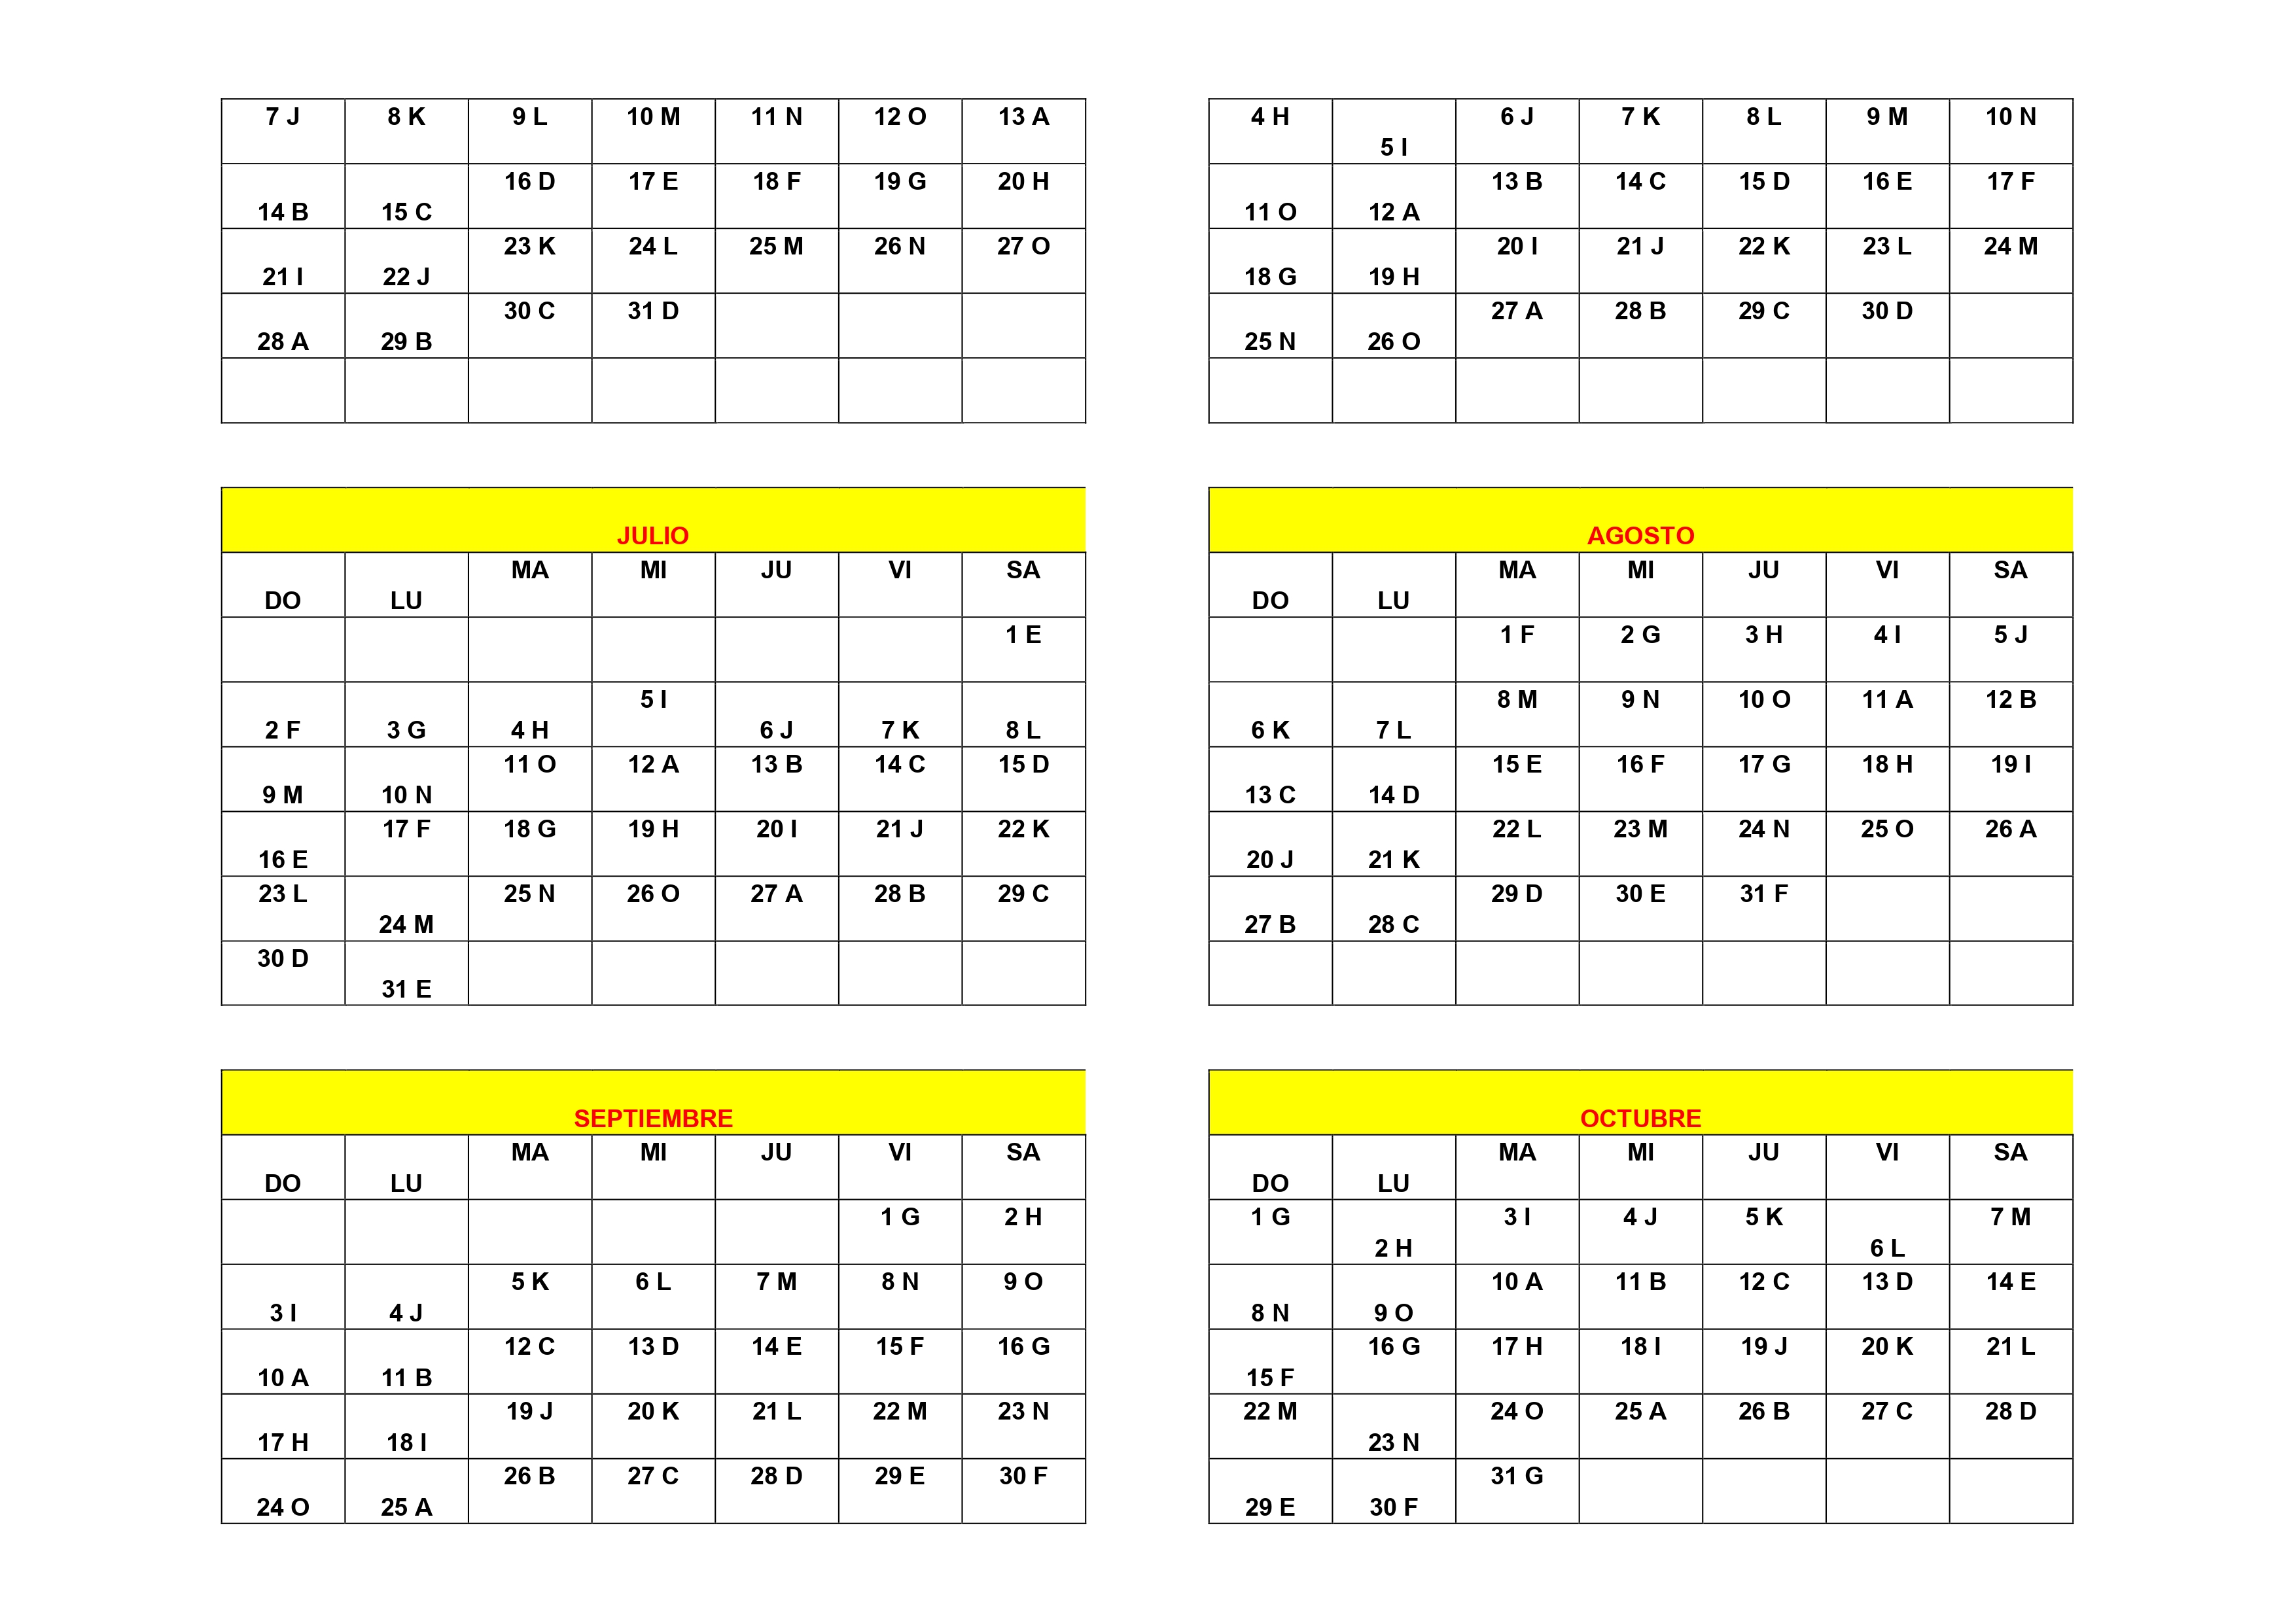 7 J 8 K 9 L 10 M 11 N 12 O 13 A
14 B 15 C 16 D 17 E 18 F 19 G 20 H
21 I 22 J 23 K 24 L 25 M 26 N 27 O
28 A 29 B 30 C 31 D
4 H 5 I 6 J 7 K 8 L 9 M 10 N
11 O 12 A 13 B 14 C 15 D 16 E 17 F
18 G 19 H 20 I 21 J 22 K 23 L 24 M
25 N 26 O 27 A 28 B 29 C 30 D
JULIO
DO LU MA MI JU VI SA
1 E
2 F 3 G 4 H 5 I 6 J 7 K 8 L
9 M 10 N 11 O 12 A 13 B 14 C 15 D
16 E 17 F 18 G 19 H 20 I 21 J 22 K
23 L 24 M 25 N 26 O 27 A 28 B 29 C
30 D 31 E
AGOSTO
DO LU MA MI JU VI SA
1 F 2 G 3 H 4 I 5 J
6 K 7 L 8 M 9 N 10 O 11 A 12 B
13 C 14 D 15 E 16 F 17 G 18 H 19 I
20 J 21 K 22 L 23 M 24 N 25 O 26 A
27 B 28 C 29 D 30 E 31 F
SEPTIEMBRE
DO LU MA MI JU VI SA
1 G 2 H
3 I 4 J 5 K 6 L 7 M 8 N 9 O
10 A 11 B 12 C 13 D 14 E 15 F 16 G
17 H 18 I 19 J 20 K 21 L 22 M 23 N
24 O 25 A 26 B 27 C 28 D 29 E 30 F
OCTUBRE
DO LU MA MI JU VI SA
1 G 2 H 3 I 4 J 5 K 6 L 7 M
8 N 9 O 10 A 11 B 12 C 13 D 14 E
15 F 16 G 17 H 18 I 19 J 20 K 21 L
22 M 23 N 24 O 25 A 26 B 27 C 28 D
29 E 30 F 31 G